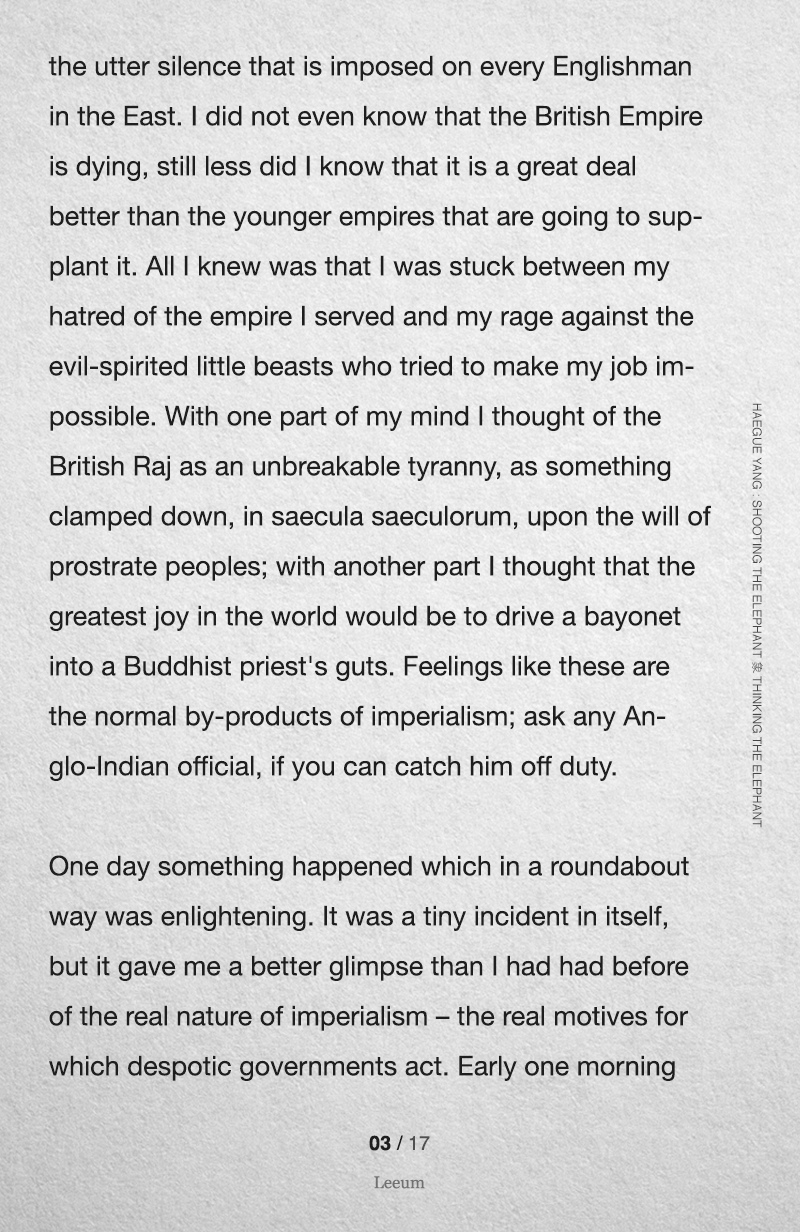 the utter silence that is imposed on every Englishman
in the East. I did not even know that the British Empire
is dying, still less did I know that it is a great deal
better than the younger empires that are going to sup-
plant it. All I knew was that I was stuck between my
hatred of the empire I served and my rage against the
evil-spirited little beasts who tried to make my job im-
possible. With one part of my mind I thought of the
British Raj as an unbreakable tyranny, as something
clamped down, in saecula saeculorum, upon the will of
prostrate peoples; with another part I thought that the
greatest joy in the world would be to drive a bayonet
into a Buddhist priest's guts. Feelings like these are
the normal by-products of imperialism; ask any An-
glo-Indian official, if you can catch him off duty.
One day something happened which in a roundabout
way was enlightening. It was a tiny incident in itself,
but it gave me a better glimpse than I had had before
of the real nature of imperialism – the real motives for
which despotic governments act. Early one morning
HAEGUE YANG : SHOOTING THE ELEPHANT 象 THINKING THE ELEPHANT
03 / 17
Leeum